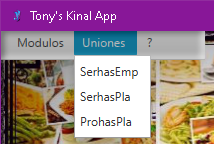 Tony's Kinal App
Modulos Uniones ?
SerhasEmp
SerhasPla
ProhasPla